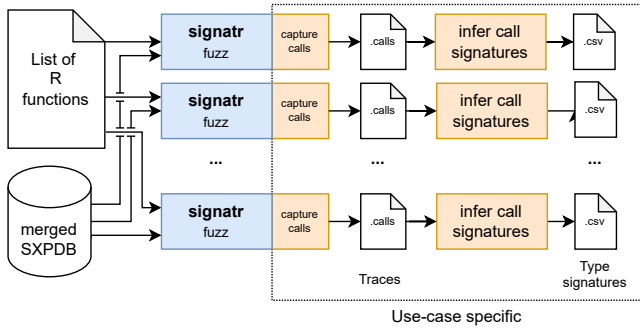 List of
R
functions
merged
SXPDB
signatr
fuzz
capture
calls
.calls
infer call
signatures
.csv
signatr
fuzz
capture
calls
.calls
infer call
signatures
.csv
...
...
...
signatr
fuzz
capture
calls
.calls
infer call
signatures
.csv
Traces
Type
signatures
Use-case specific